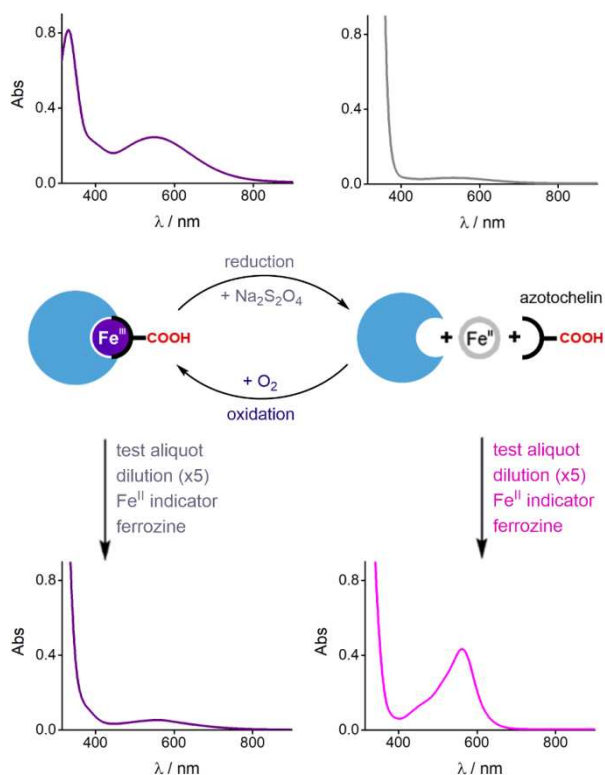 0.8
0.4
0.0
Abs
400 600 800
λ / nm
0.8
0.4
0.0
Abs
400 600 800
λ / nm
reduction
+ Na₂S₂O₄
Feᴵᴵᴵ
COOH
+ O₂
oxidation
+
Feᴵᴵ
+
azotochelin
COOH
test aliquot
dilution (x5)
Feᴵᴵ indicator
ferrozine
test aliquot
dilution (x5)
Feᴵᴵ indicator
ferrozine
0.8
0.4
0.0
Abs
400 600 800
λ / nm
0.8
0.4
0.0
Abs
400 600 800
λ / nm